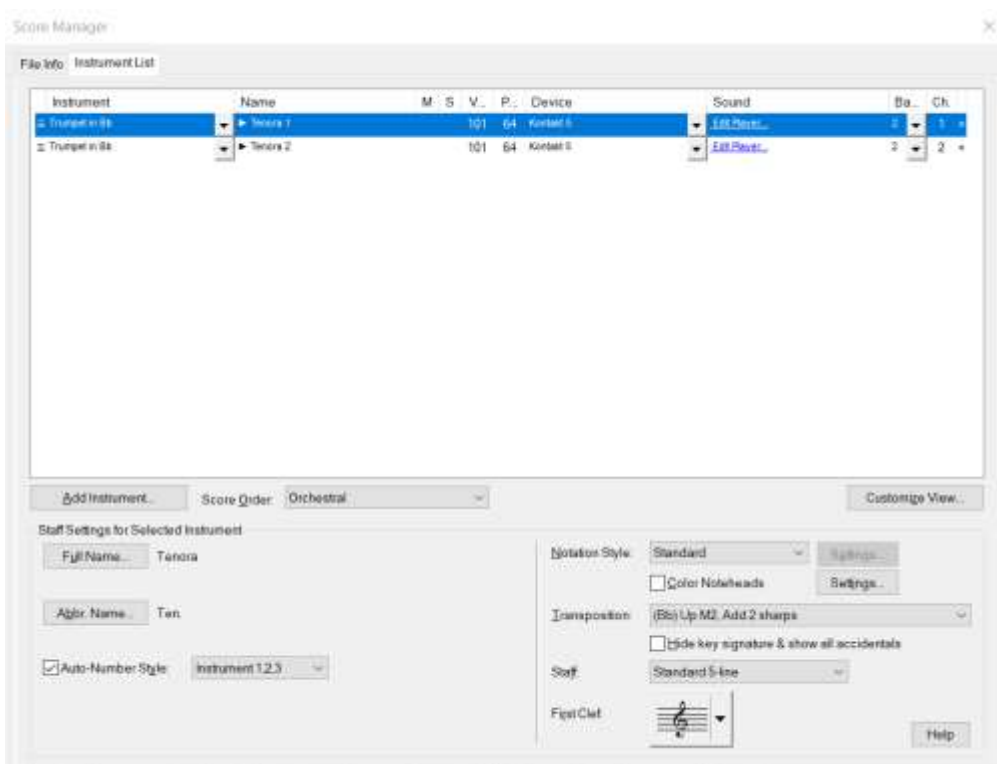 Score Manager
File Info Instrument List
Instrument Name M S V... P... Device Sound Ba... Ch.
Trumpet in Bb ▶ Tenora 1 101 64 Kontakt 5 Edit Player... 2 1
Trumpet in Bb ▶ Tenora 2 101 64 Kontakt 5 Edit Player... 2 2
Add Instrument... Score Order: Orchestral Customize View...
Staff Settings for Selected Instrument
Full Name... Tenora Notation Style: Standard Settings...
Color Noteheads Settings...
Abbr. Name... Ten. Transposition: (Bb) Up M2, Add 2 sharps
Hide key signature & show all accidentals
Auto-Number Style: Instrument 1,2,3 Staff: Standard 5-line
First Clef:
Help